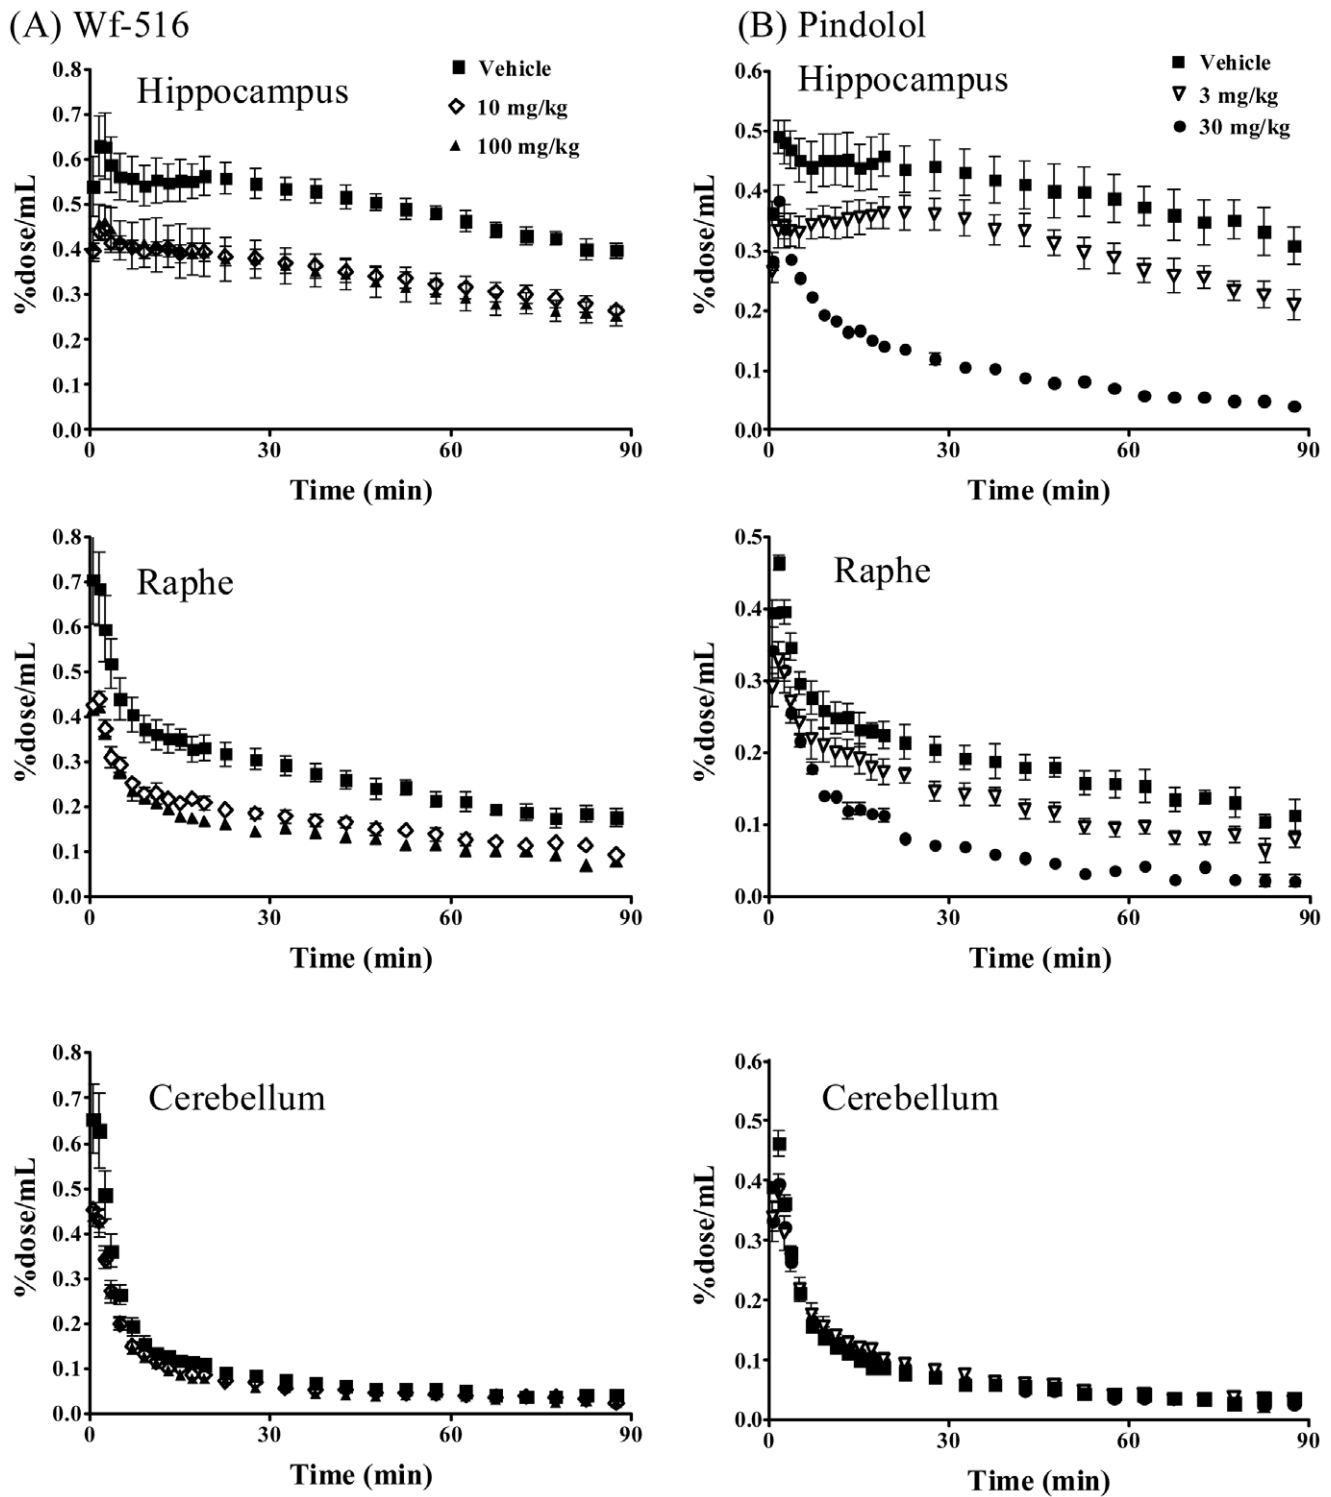 (A) Wf-516
(B) Pindolol
Hippocampus
Vehicle
10 mg/kg
100 mg/kg
%dose/mL
0.8
0.7
0.6
0.5
0.4
0.3
0.2
0.1
0.0
0
30
60
90
Time (min)
Hippocampus
Vehicle
3 mg/kg
30 mg/kg
%dose/mL
0.6
0.5
0.4
0.3
0.2
0.1
0.0
0
30
60
90
Time (min)
Raphe
%dose/mL
0.8
0.7
0.6
0.5
0.4
0.3
0.2
0.1
0.0
0
30
60
90
Time (min)
Raphe
%dose/mL
0.5
0.4
0.3
0.2
0.1
0.0
0
30
60
90
Time (min)
Cerebellum
%dose/mL
0.8
0.7
0.6
0.5
0.4
0.3
0.2
0.1
0.0
0
30
60
90
Time (min)
Cerebellum
%dose/mL
0.6
0.5
0.4
0.3
0.2
0.1
0.0
0
30
60
90
Time (min)